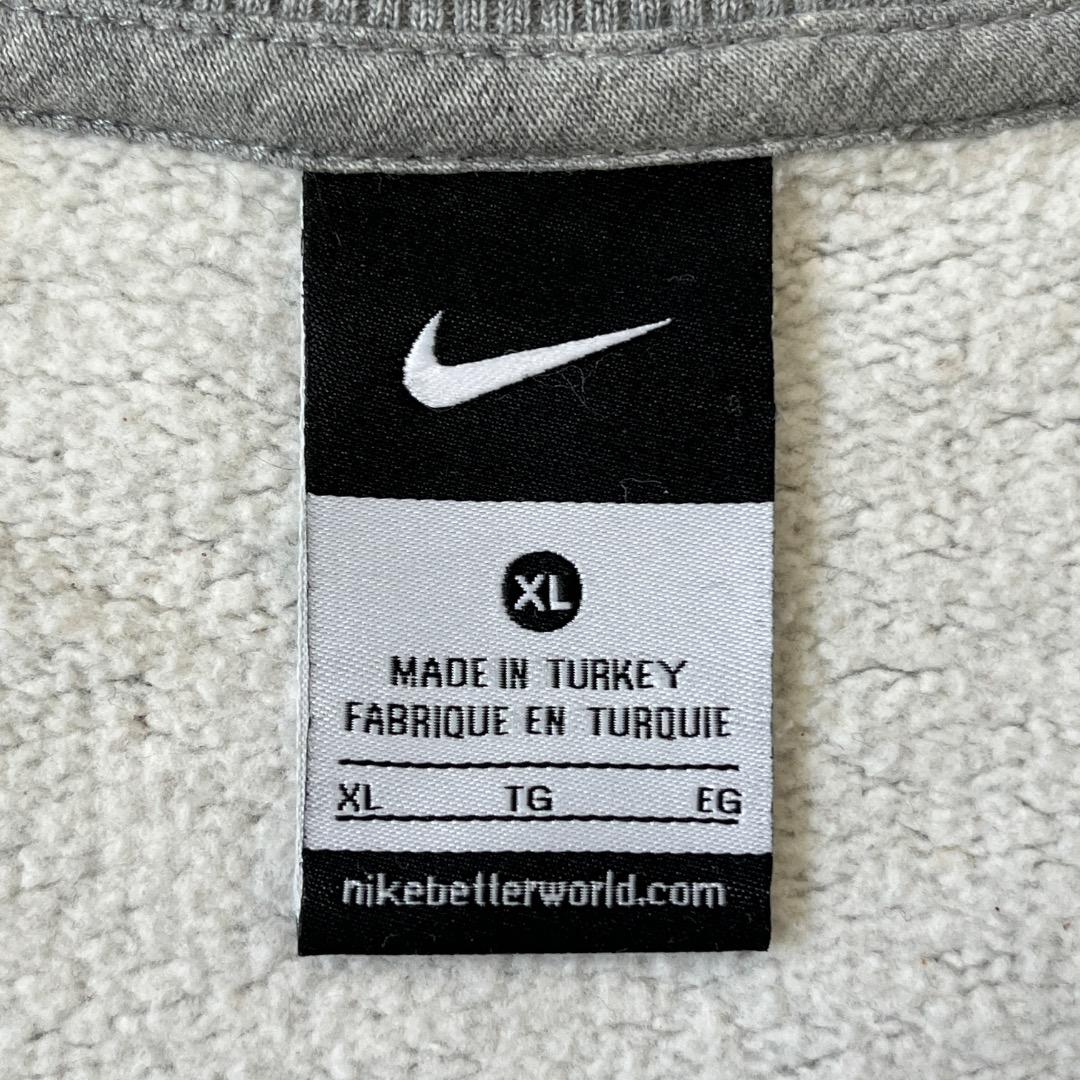 XL
MADE IN TURKEY
FABRIQUE EN TURQUIE
XL TG EG
nikebetterworld.com